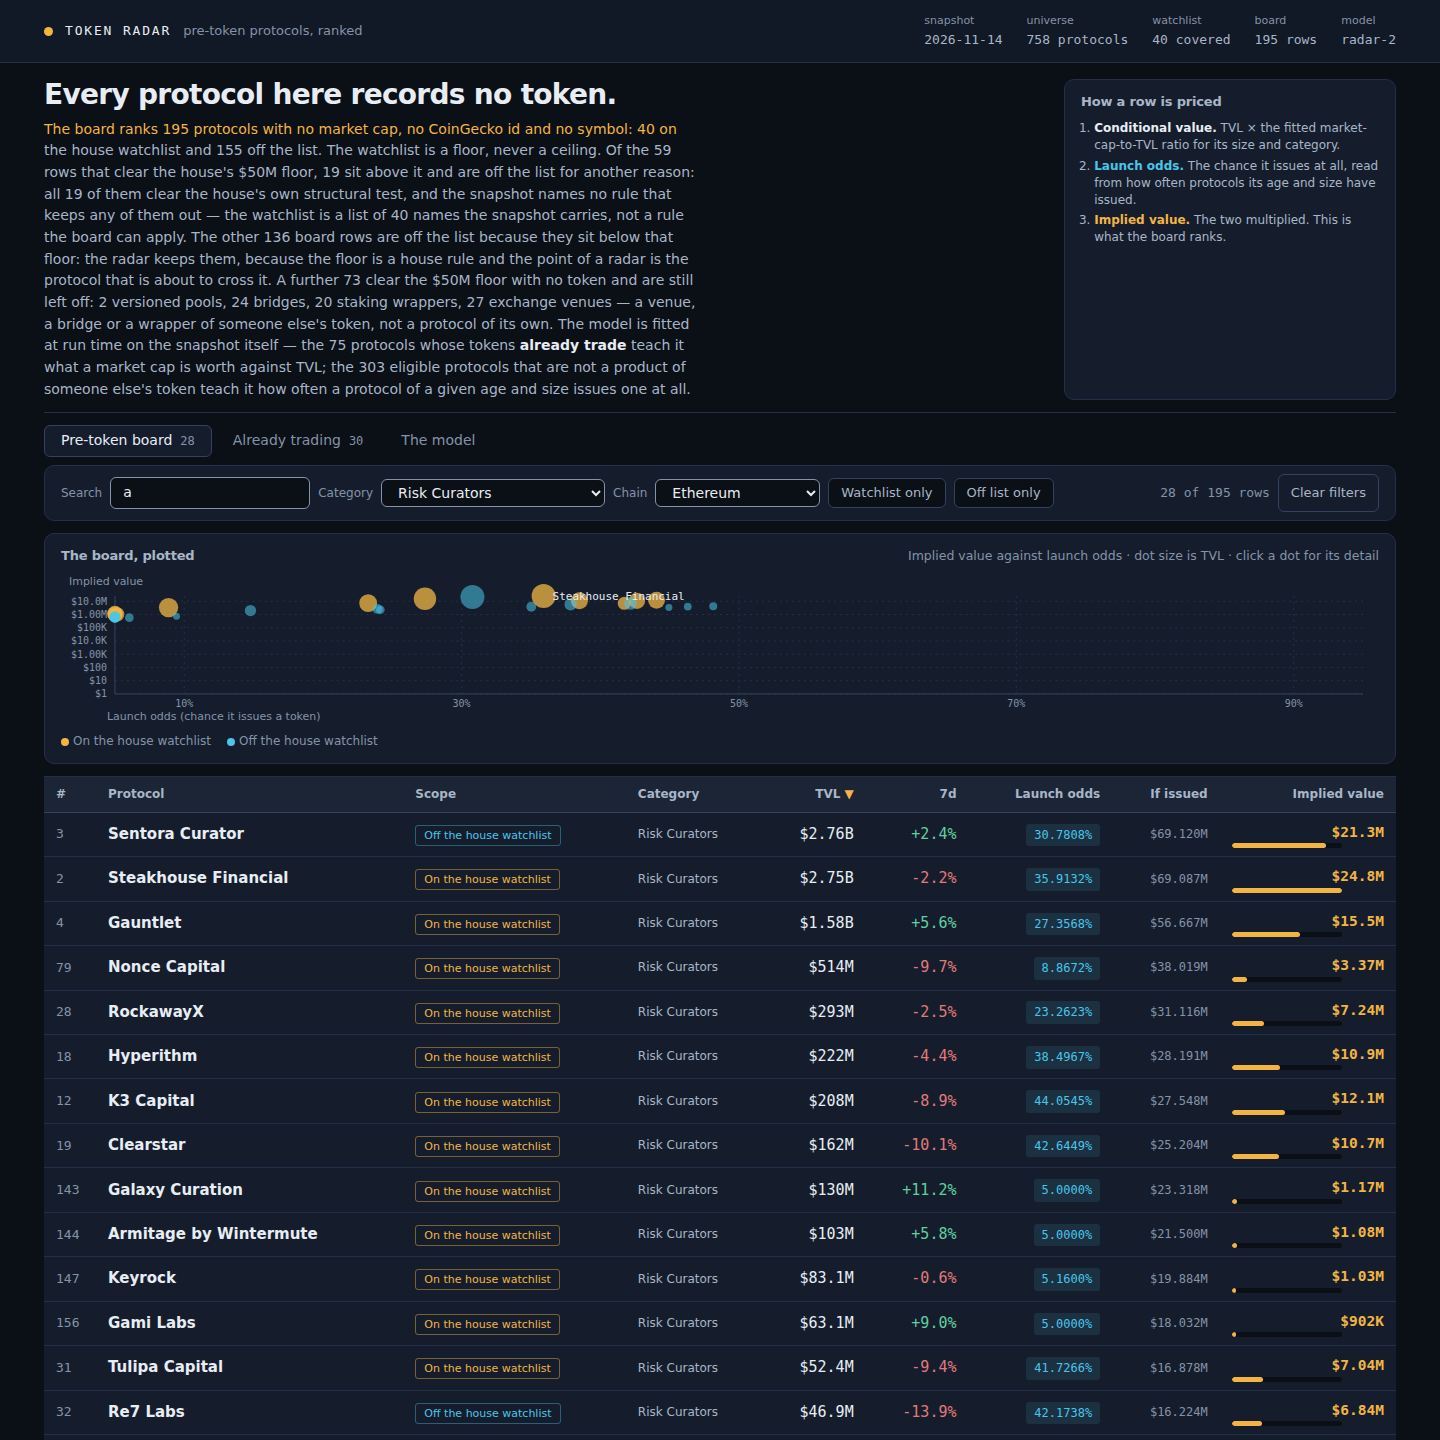 TOKEN RADAR pre-token protocols, ranked
snapshot universe watchlist board model
2026-11-14 758 protocols 40 covered 195 rows radar-2
Every protocol here records no token.
The board ranks 195 protocols with no market cap, no CoinGecko id and no symbol: 40 on
the house watchlist and 155 off the list. The watchlist is a floor, never a ceiling. Of the 59
rows that clear the house's $50M floor, 19 sit above it and are off the list for another reason:
all 19 of them clear the house's own structural test, and the snapshot names no rule that
keeps any of them out — the watchlist is a list of 40 names the snapshot carries, not a rule
the board can apply. The other 136 board rows are off the list because they sit below that
floor: the radar keeps them, because the floor is a house rule and the point of a radar is the
protocol that is about to cross it. A further 73 clear the $50M floor with no token and are still
left off: 2 versioned pools, 24 bridges, 20 staking wrappers, 27 exchange venues — a venue,
a bridge or a wrapper of someone else's token, not a protocol of its own. The model is fitted
at run time on the snapshot itself — the 75 protocols whose tokens already trade teach it
what a market cap is worth against TVL; the 303 eligible protocols that are not a product of
someone else's token teach it how often a protocol of a given age and size issues one at all.
How a row is priced
1. Conditional value. TVL × the fitted market-
cap-to-TVL ratio for its size and category.
2. Launch odds. The chance it issues at all, read
from how often protocols its age and size have
issued.
3. Implied value. The two multiplied. This is
what the board ranks.
Pre-token board 28 Already trading 30 The model
Search a Category Risk Curators Chain Ethereum Watchlist only Off list only 28 of 195 rows Clear filters
The board, plotted Implied value against launch odds · dot size is TVL · click a dot for its detail
Implied value
$10.0M
$1.00M
$100K
$10.0K
$1.00K
$100
$10
$1
Steakhouse Financial
10% 30% 50% 70% 90%
Launch odds (chance it issues a token)
On the house watchlist Off the house watchlist
# Protocol Scope Category TVL ▼ 7d Launch odds If issued Implied value
3 Sentora Curator Off the house watchlist Risk Curators $2.76B +2.4% 30.7808% $69.120M $21.3M
2 Steakhouse Financial On the house watchlist Risk Curators $2.75B -2.2% 35.9132% $69.087M $24.8M
4 Gauntlet On the house watchlist Risk Curators $1.58B +5.6% 27.3568% $56.667M $15.5M
79 Nonce Capital On the house watchlist Risk Curators $514M -9.7% 8.8672% $38.019M $3.37M
28 RockawayX On the house watchlist Risk Curators $293M -2.5% 23.2623% $31.116M $7.24M
18 Hyperithm On the house watchlist Risk Curators $222M -4.4% 38.4967% $28.191M $10.9M
12 K3 Capital On the house watchlist Risk Curators $208M -8.9% 44.0545% $27.548M $12.1M
19 Clearstar On the house watchlist Risk Curators $162M -10.1% 42.6449% $25.204M $10.7M
143 Galaxy Curation On the house watchlist Risk Curators $130M +11.2% 5.0000% $23.318M $1.17M
144 Armitage by Wintermute On the house watchlist Risk Curators $103M +5.8% 5.0000% $21.500M $1.08M
147 Keyrock On the house watchlist Risk Curators $83.1M -0.6% 5.1600% $19.884M $1.03M
156 Gami Labs On the house watchlist Risk Curators $63.1M +9.0% 5.0000% $18.032M $902K
31 Tulipa Capital On the house watchlist Risk Curators $52.4M -9.4% 41.7266% $16.878M $7.04M
32 Re7 Labs Off the house watchlist Risk Curators $46.9M -13.9% 42.1738% $16.224M $6.84M